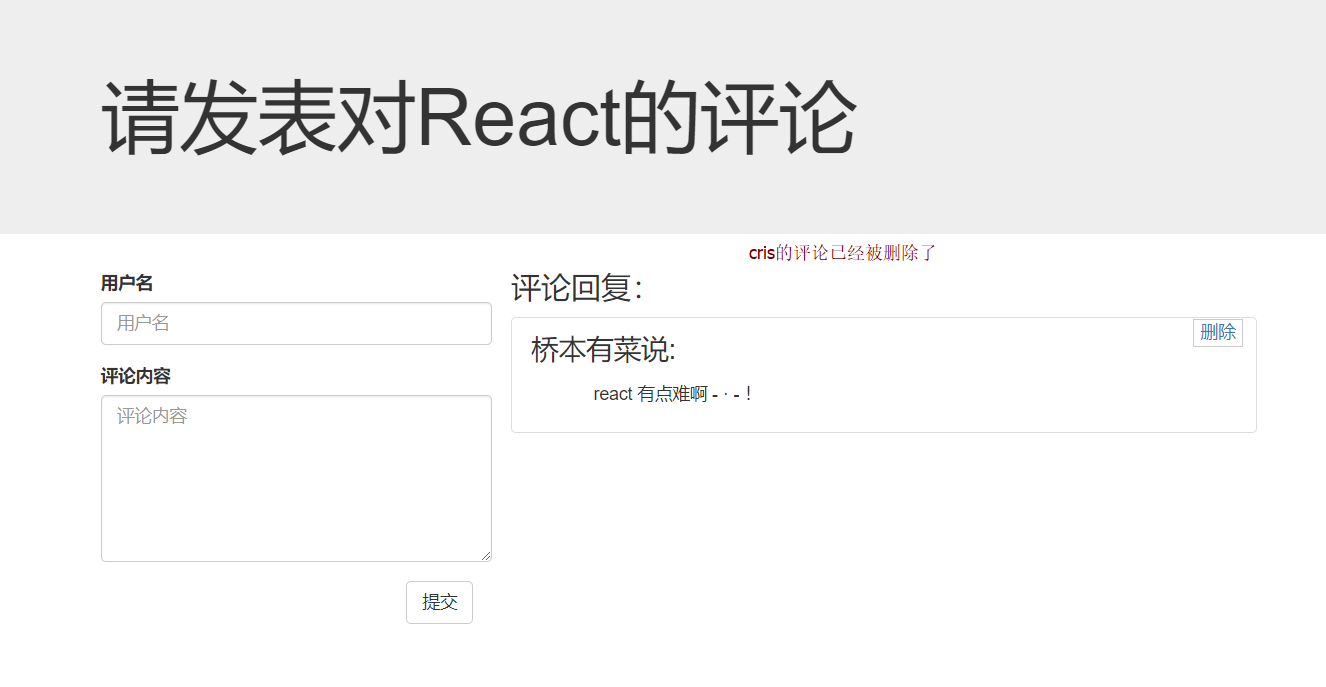 请发表对React的评论
cris的评论已经被删除了
用户名
用户名
评论内容
评论内容
提交
评论回复：
删除
桥本有菜说:
react 有点难啊 - · - ！